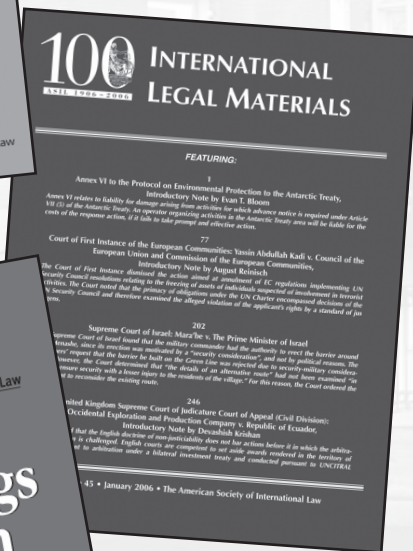 100
ASIL 1906–2006
INTERNATIONAL
LEGAL MATERIALS
FEATURING:
1
Annex VI to the Protocol on Environmental Protection to the Antarctic Treaty,
Introductory Note by Evan T. Bloom
Annex VI relates to liability for damage arising from activities for which advance notice is required under Article
VII (5) of the Antarctic Treaty. An operator organizing activities in the Antarctic Treaty area will be liable for the
costs of the response action, if it fails to take prompt and effective action.
77
Court of First Instance of the European Communities: Yassin Abdullah Kadi v. Council of the
European Union and Commission of the European Communities,
Introductory Note by August Reinisch
The Court of First Instance dismissed the action aimed at annulment of EC regulations implementing UN
Security Council resolutions relating to the freezing of assets of individuals suspected of involvement in terrorist
activities. The Court noted that the primacy of obligations under the UN Charter encompassed decisions of the
UN Security Council and therefore examined the alleged violation of the applicant's rights by a standard of jus
gens.
202
Supreme Court of Israel: Mara'be v. The Prime Minister of Israel
Supreme Court of Israel found that the military commander had the authority to erect the barrier around
Menashe, since its erection was motivated by a "security consideration", and not by political reasons. The
ers' request that the barrier be built on the Green Line was rejected due to security-military considera-
However, the Court determined that "the details of an alternative route" had not been examined "in
ensure security with a lesser injury to the residents of the village." For this reason, the Court ordered the
nt to reconsider the existing route.
246
United Kingdom Supreme Court of Judicature Court of Appeal (Civil Division):
Occidental Exploration and Production Company v. Republic of Ecuador,
Introductory Note by Devashish Krishan
d that the English doctrine of non-justiciability does not bar actions before it in which the arbitra-
is challenged. English courts are competent to set aside awards rendered in the territory of
nt to arbitration under a bilateral investment treaty and conducted pursuant to UNCITRAL
45 • January 2006 • The American Society of International Law
aw
Law
gs